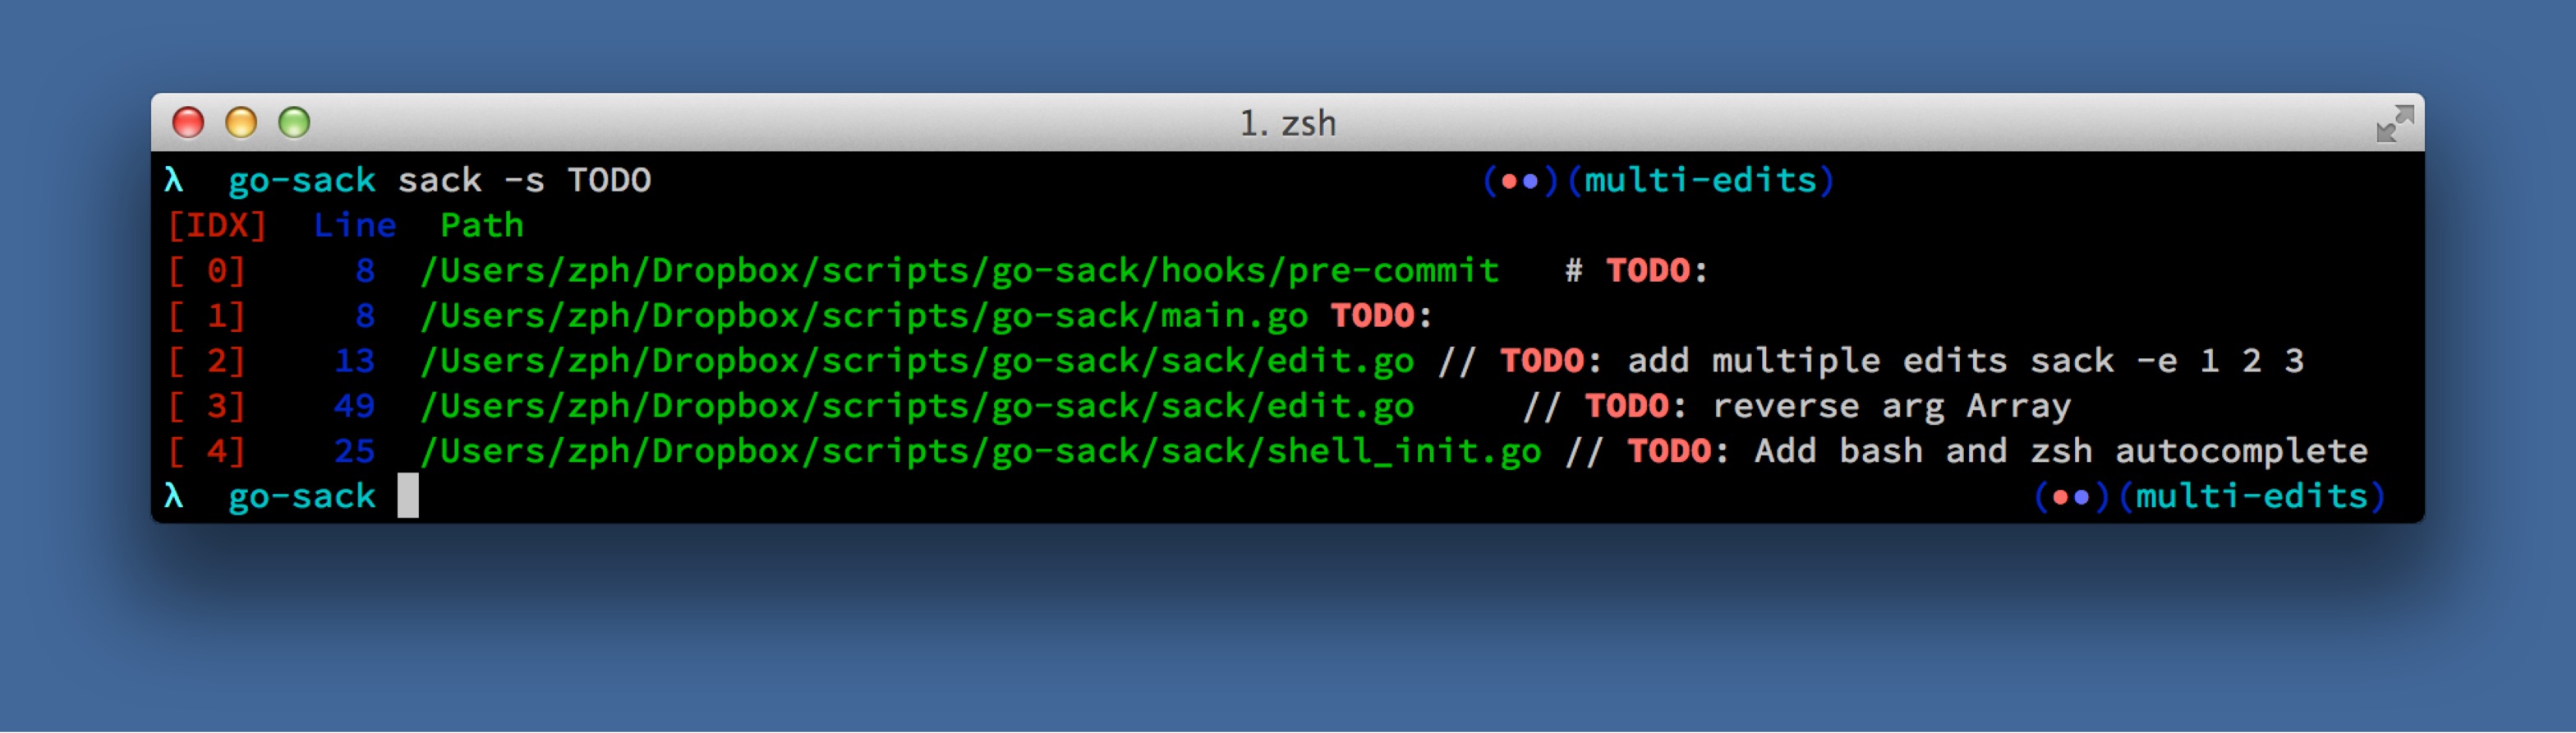 1. zsh
λ  go-sack sack -s TODO (••)(multi-edits)
[IDX]  Line  Path
[ 0]     8  /Users/zph/Dropbox/scripts/go-sack/hooks/pre-commit   # TODO:
[ 1]     8  /Users/zph/Dropbox/scripts/go-sack/main.go TODO:
[ 2]    13  /Users/zph/Dropbox/scripts/go-sack/sack/edit.go // TODO: add multiple edits sack -e 1 2 3
[ 3]    49  /Users/zph/Dropbox/scripts/go-sack/sack/edit.go     // TODO: reverse arg Array
[ 4]    25  /Users/zph/Dropbox/scripts/go-sack/sack/shell_init.go // TODO: Add bash and zsh autocomplete
λ  go-sack (••)(multi-edits)